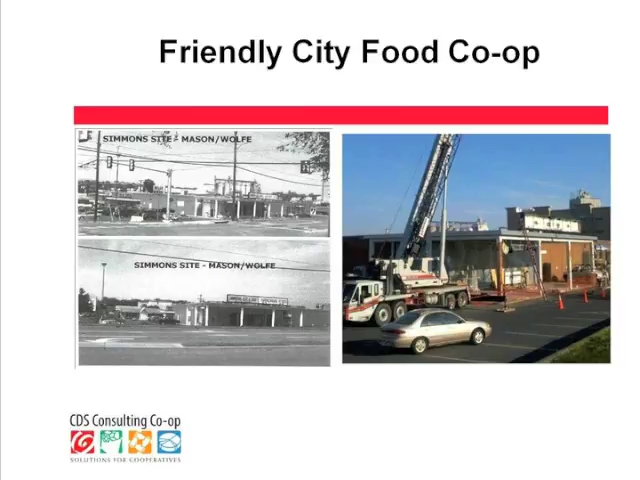 Friendly City Food Co-op
SIMMONS SITE - MASON/WOLFE
SIMMONS SITE - MASON/WOLFE
CDS Consulting Co-op
SOLUTIONS FOR COOPERATIVES